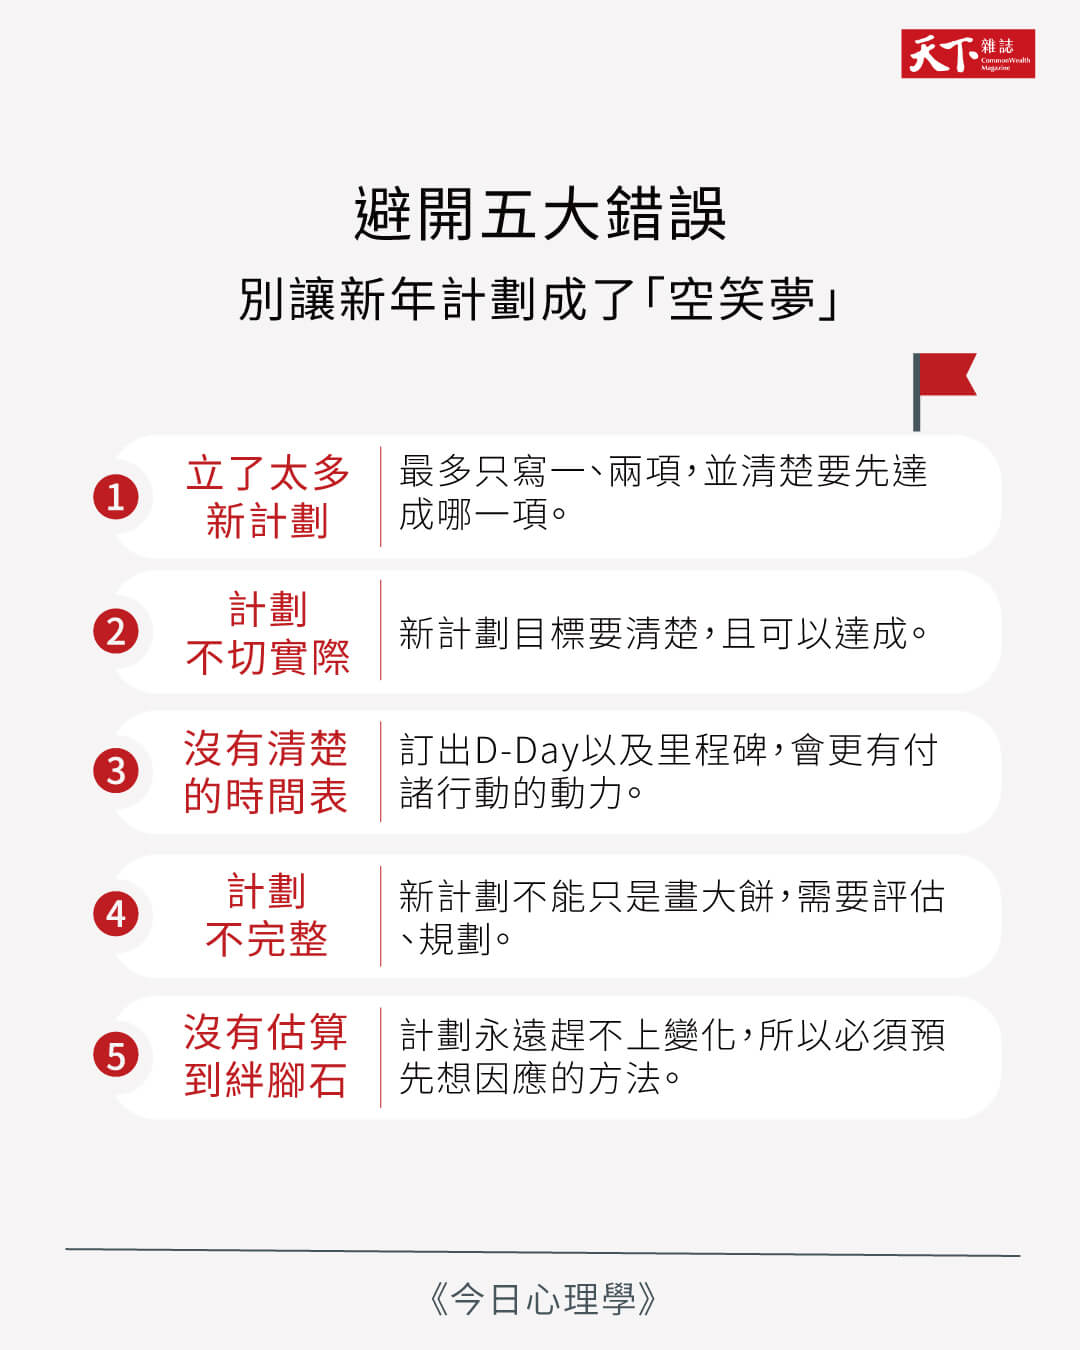 天下雜誌
CommonWealth
Magazine
避開五大錯誤
別讓新年計劃成了「空笑夢」
1
立了太多
新計劃
最多只寫一、兩項，並清楚要先達
成哪一項。
2
計劃
不切實際
新計劃目標要清楚，且可以達成。
3
沒有清楚
的時間表
訂出D-Day以及里程碑，會更有付
諸行動的動力。
4
計劃
不完整
新計劃不能只是畫大餅，需要評估
、規劃。
5
沒有估算
到絆腳石
計劃永遠趕不上變化，所以必須預
先想因應的方法。
《今日心理學》